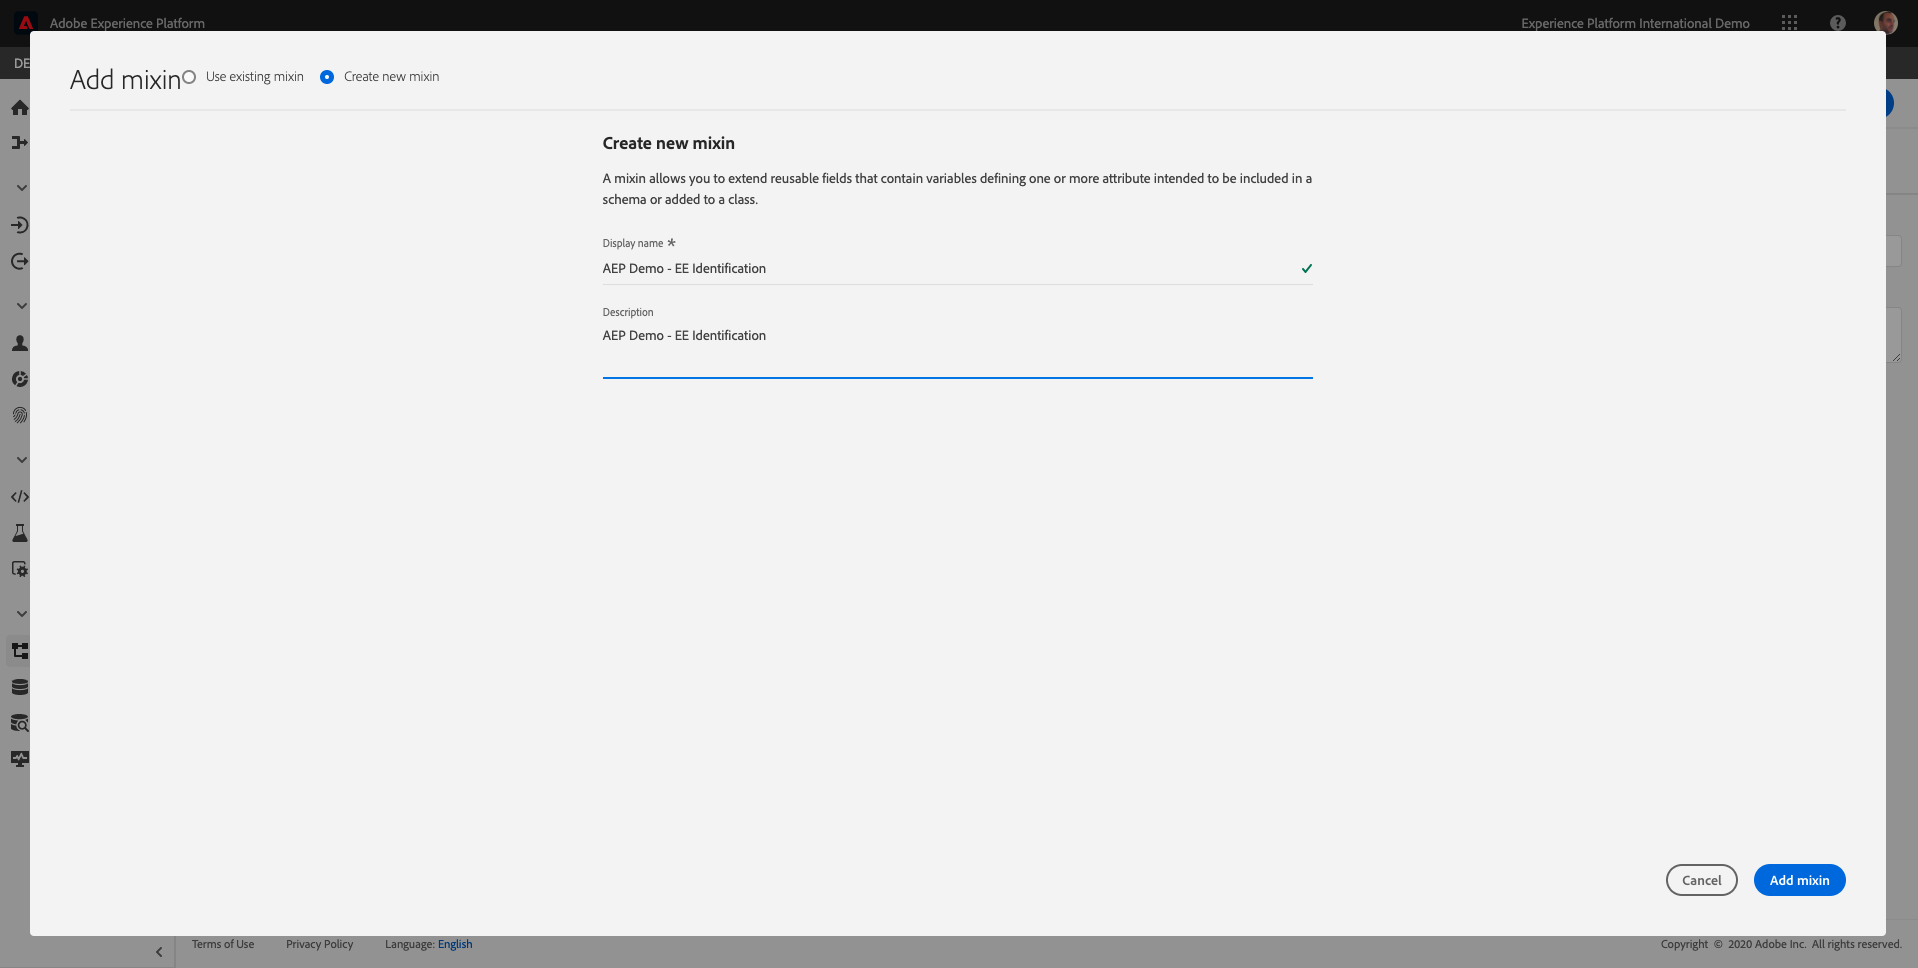 Adobe Experience Platform
Experience Platform International Demo
DE
Add mixin
Use existing mixin
Create new mixin
Create new mixin
A mixin allows you to extend reusable fields that contain variables defining one or more attribute intended to be included in a
schema or added to a class.
Display name *
AEP Demo - EE Identification
Description
AEP Demo - EE Identification
Cancel
Add mixin
Terms of Use
Privacy Policy
Language: English
Copyright © 2020 Adobe Inc. All rights reserved.